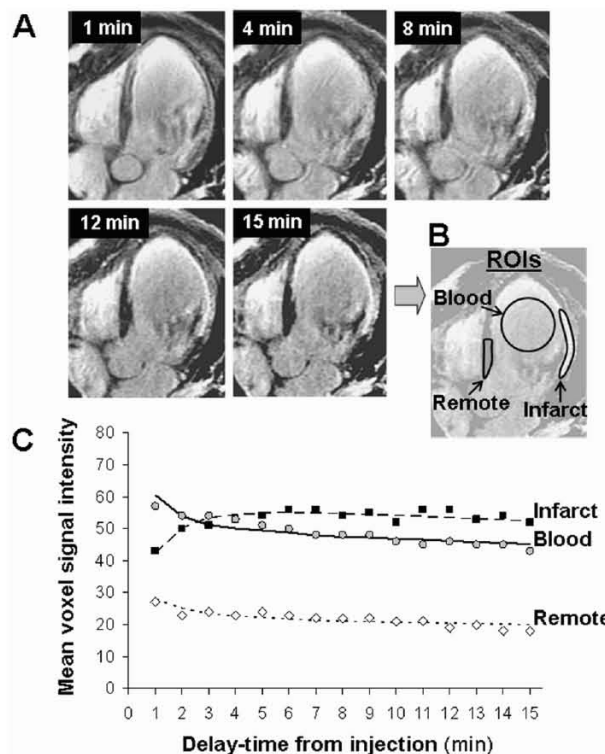 A
1 min
4 min
8 min
12 min
15 min
B
ROIs
Blood
Remote
Infarct
C
Mean voxel signal intensity
80
70
60
50
40
30
20
10
0
Infarct
Blood
Remote
0 1 2 3 4 5 6 7 8 9 10 11 12 13 14 15
Delay-time from injection (min)